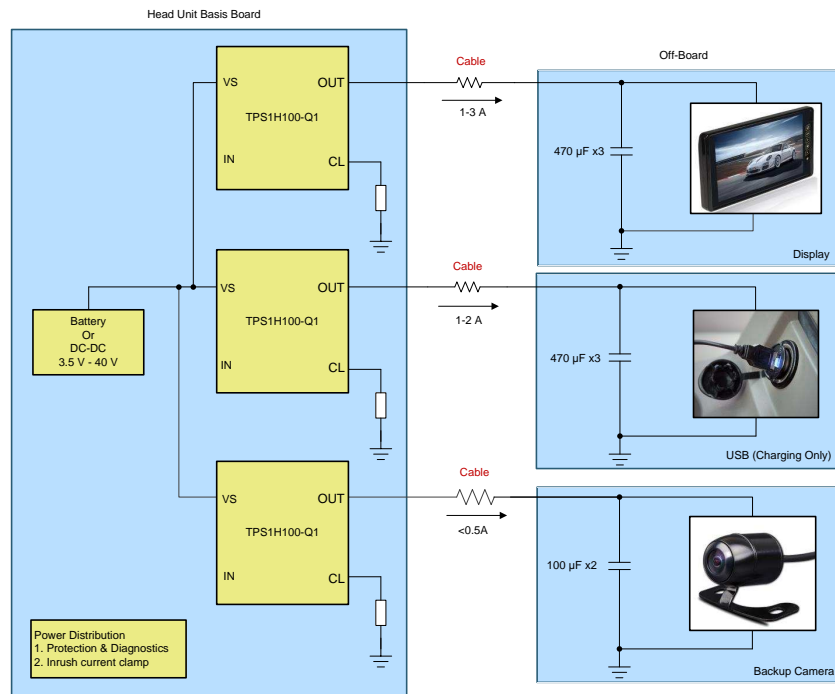 Head Unit Basis Board
Off-Board
VS
OUT
TPS1H100-Q1
IN
CL
Cable
1-3 A
470 µF x3
Display
VS
OUT
TPS1H100-Q1
IN
CL
Cable
1-2 A
470 µF x3
USB (Charging Only)
Battery
Or
DC-DC
3.5 V - 40 V
VS
OUT
TPS1H100-Q1
IN
CL
Cable
<0.5A
100 µF x2
Backup Camera
Power Distribution
1. Protection & Diagnostics
2. Inrush current clamp